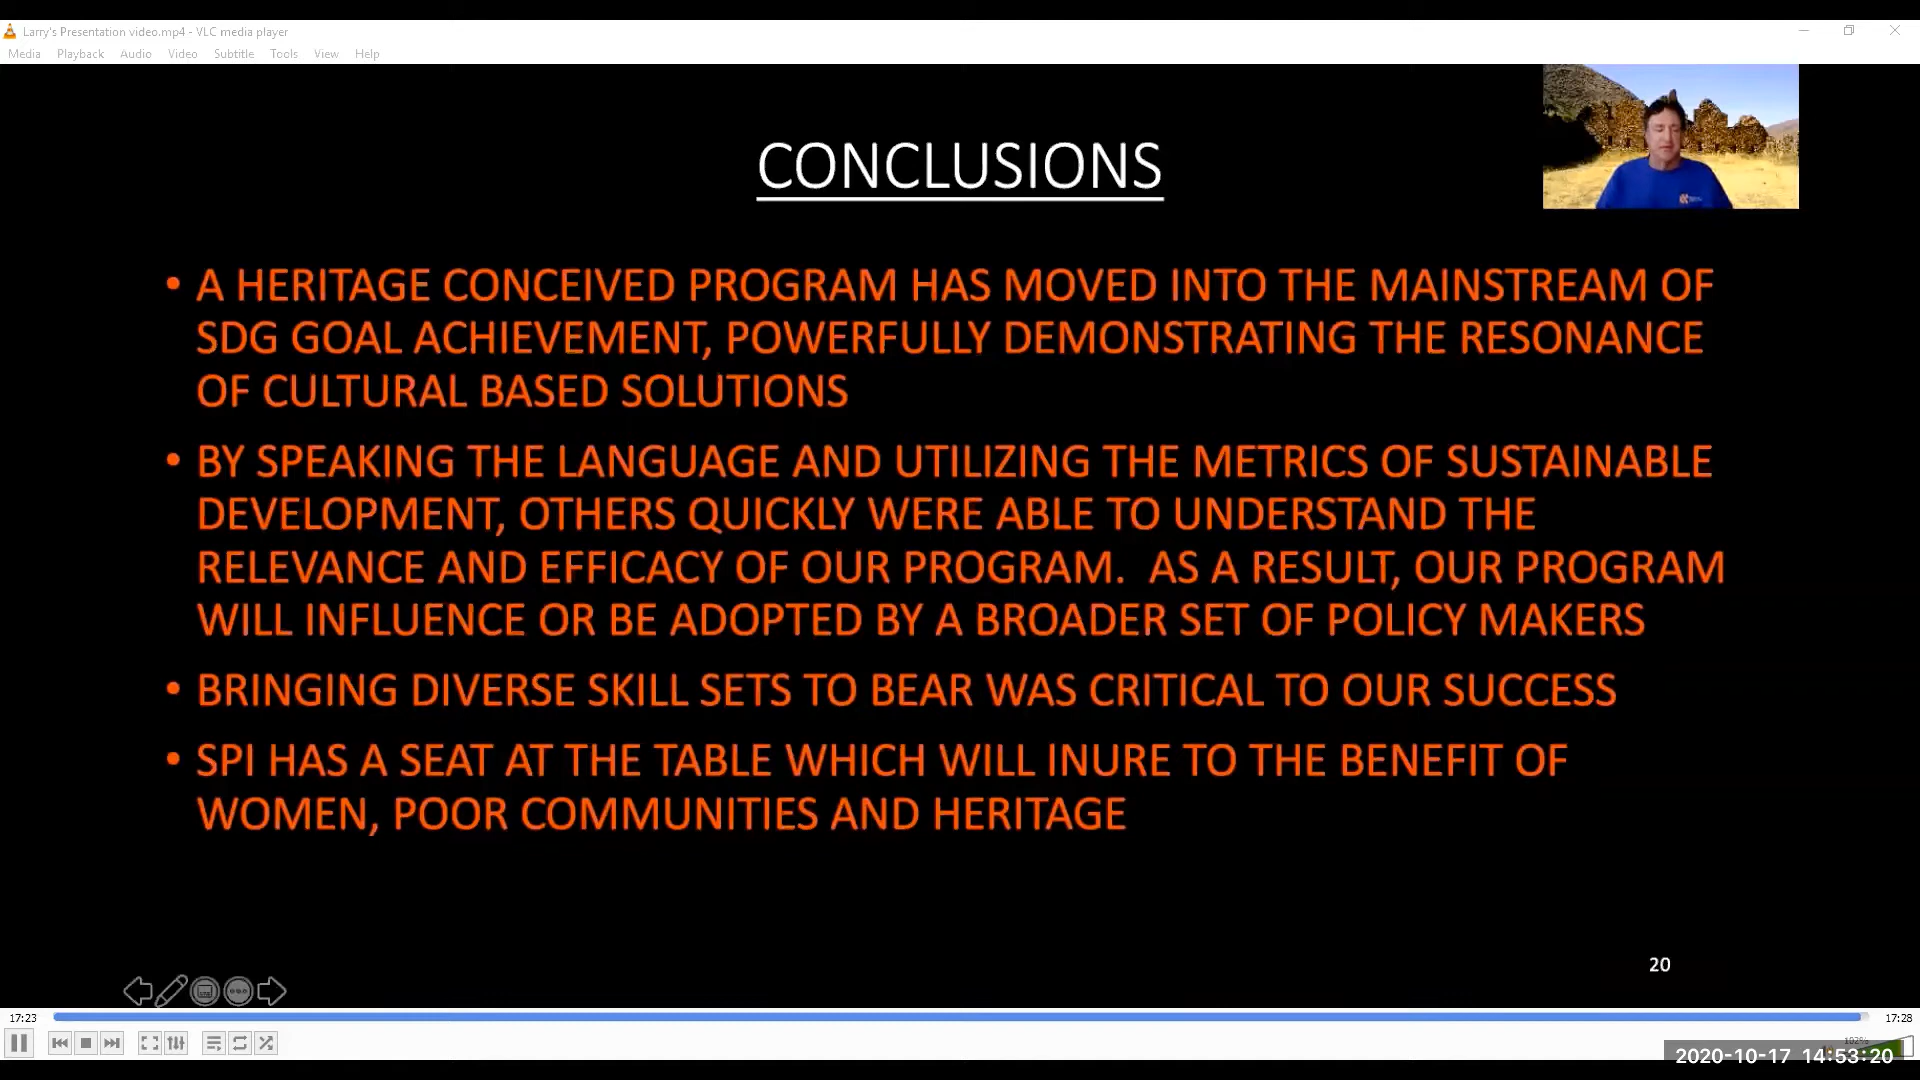 Larry's Presentation video.mp4 - VLC media player
Media Playback Audio Video Subtitle Tools View Help
CONCLUSIONS
• A HERITAGE CONCEIVED PROGRAM HAS MOVED INTO THE MAINSTREAM OF
SDG GOAL ACHIEVEMENT, POWERFULLY DEMONSTRATING THE RESONANCE
OF CULTURAL BASED SOLUTIONS
• BY SPEAKING THE LANGUAGE AND UTILIZING THE METRICS OF SUSTAINABLE
DEVELOPMENT, OTHERS QUICKLY WERE ABLE TO UNDERSTAND THE
RELEVANCE AND EFFICACY OF OUR PROGRAM.  AS A RESULT, OUR PROGRAM
WILL INFLUENCE OR BE ADOPTED BY A BROADER SET OF POLICY MAKERS
• BRINGING DIVERSE SKILL SETS TO BEAR WAS CRITICAL TO OUR SUCCESS
• SPI HAS A SEAT AT THE TABLE WHICH WILL INURE TO THE BENEFIT OF
WOMEN, POOR COMMUNITIES AND HERITAGE
20
17:23 17:28
2020-10-17 14:53:20